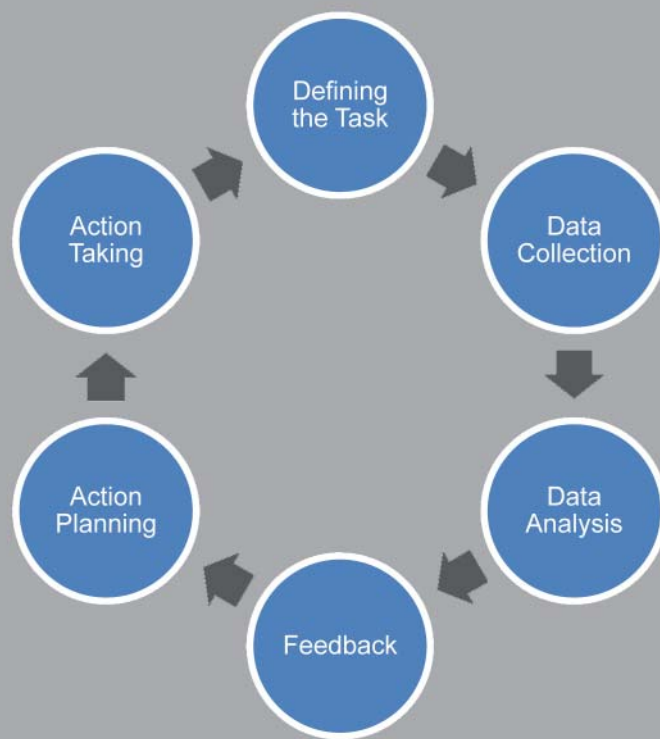 Defining
the Task
Data
Collection
Data
Analysis
Feedback
Action
Planning
Action
Taking